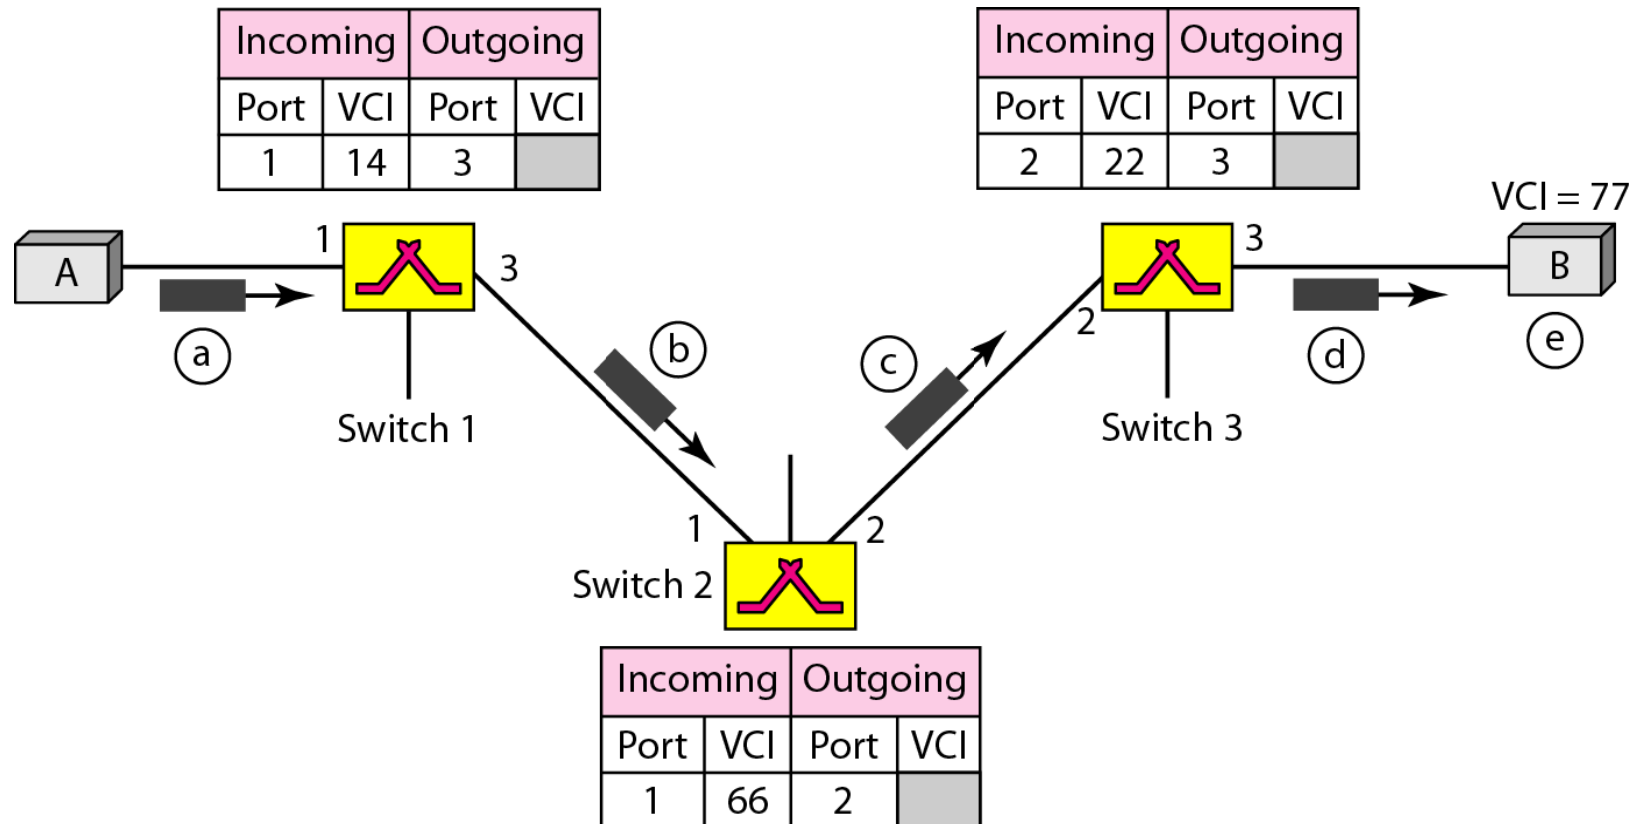 Incoming Outgoing
Port VCI Port VCI
1 14 3
Incoming Outgoing
Port VCI Port VCI
2 22 3
VCI = 77
A
1
3
a
Switch 1
b
c
2
3
Switch 3
d
B
e
1
2
Switch 2
Incoming Outgoing
Port VCI Port VCI
1 66 2